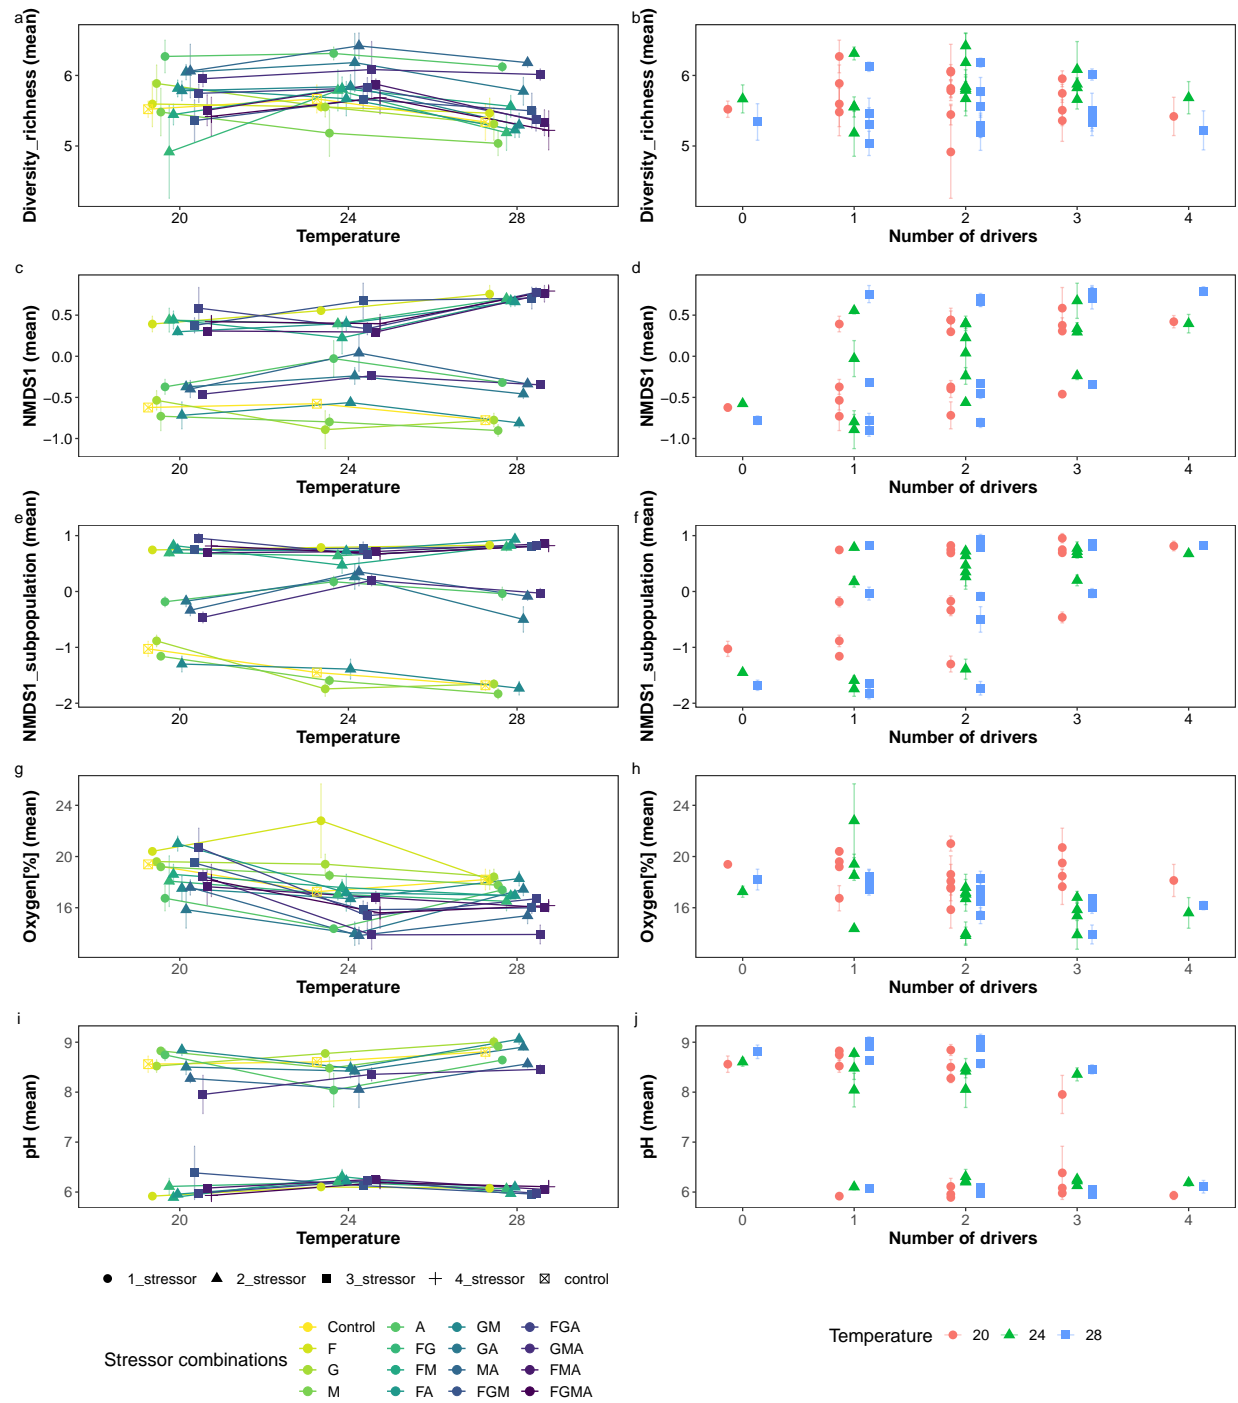 a
b
Diversity_richness (mean)
6
5
20
24
28
Temperature
Diversity_richness (mean)
6
5
0
1
2
3
4
Number of drivers
c
d
NMDS1 (mean)
0.5
0.0
−0.5
−1.0
20
24
28
Temperature
NMDS1 (mean)
0.5
0.0
−0.5
−1.0
0
1
2
3
4
Number of drivers
e
f
NMDS1_subpopulation (mean)
1
0
−1
−2
20
24
28
Temperature
NMDS1_subpopulation (mean)
1
0
−1
−2
0
1
2
3
4
Number of drivers
g
h
Oxygen[%] (mean)
24
20
16
20
24
28
Temperature
Oxygen[%] (mean)
24
20
16
0
1
2
3
4
Number of drivers
i
j
pH (mean)
9
8
7
6
20
24
28
Temperature
pH (mean)
9
8
7
6
0
1
2
3
4
Number of drivers
1_stressor 2_stressor 3_stressor 4_stressor control
Stressor combinations
Control A GM FGA
F FG GA GMA
G FM MA FMA
M FA FGM FGMA
Temperature 20 24 28